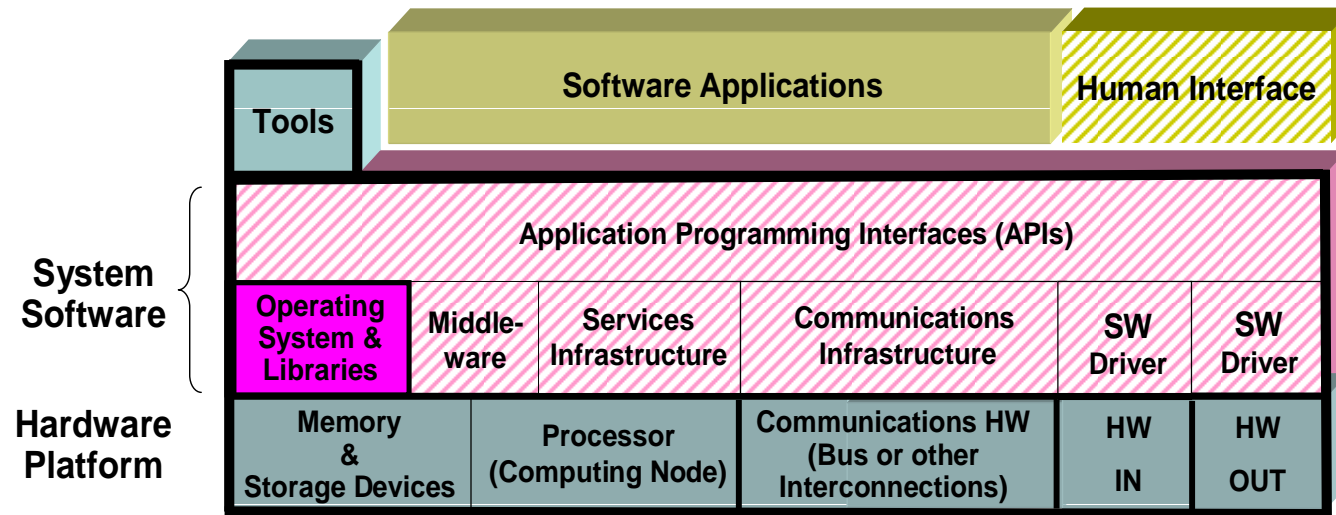 Software Applications
Human Interface
Tools
Application Programming Interfaces (APIs)
System
Software
Operating
System &
Libraries
Middle-
ware
Services
Infrastructure
Communications
Infrastructure
SW
Driver
SW
Driver
Hardware
Platform
Memory
&
Storage Devices
Processor
(Computing Node)
Communications HW
(Bus or other
Interconnections)
HW
IN
HW
OUT